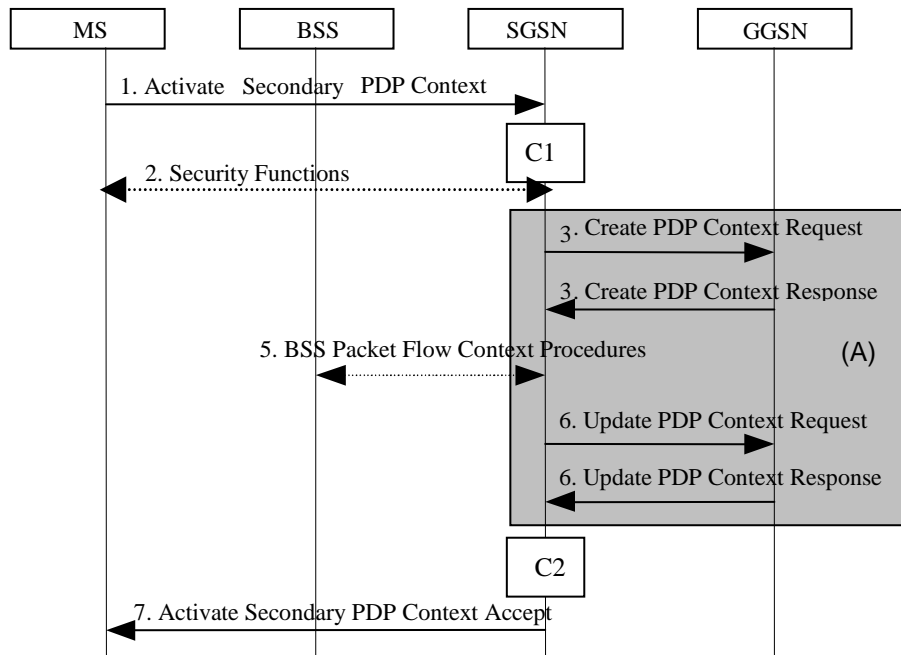 MS BSS SGSN GGSN
1. Activate Secondary PDP Context
C1
2. Security Functions
3. Create PDP Context Request
3. Create PDP Context Response
(A)
5. BSS Packet Flow Context Procedures
6. Update PDP Context Request
6. Update PDP Context Response
C2
7. Activate Secondary PDP Context Accept